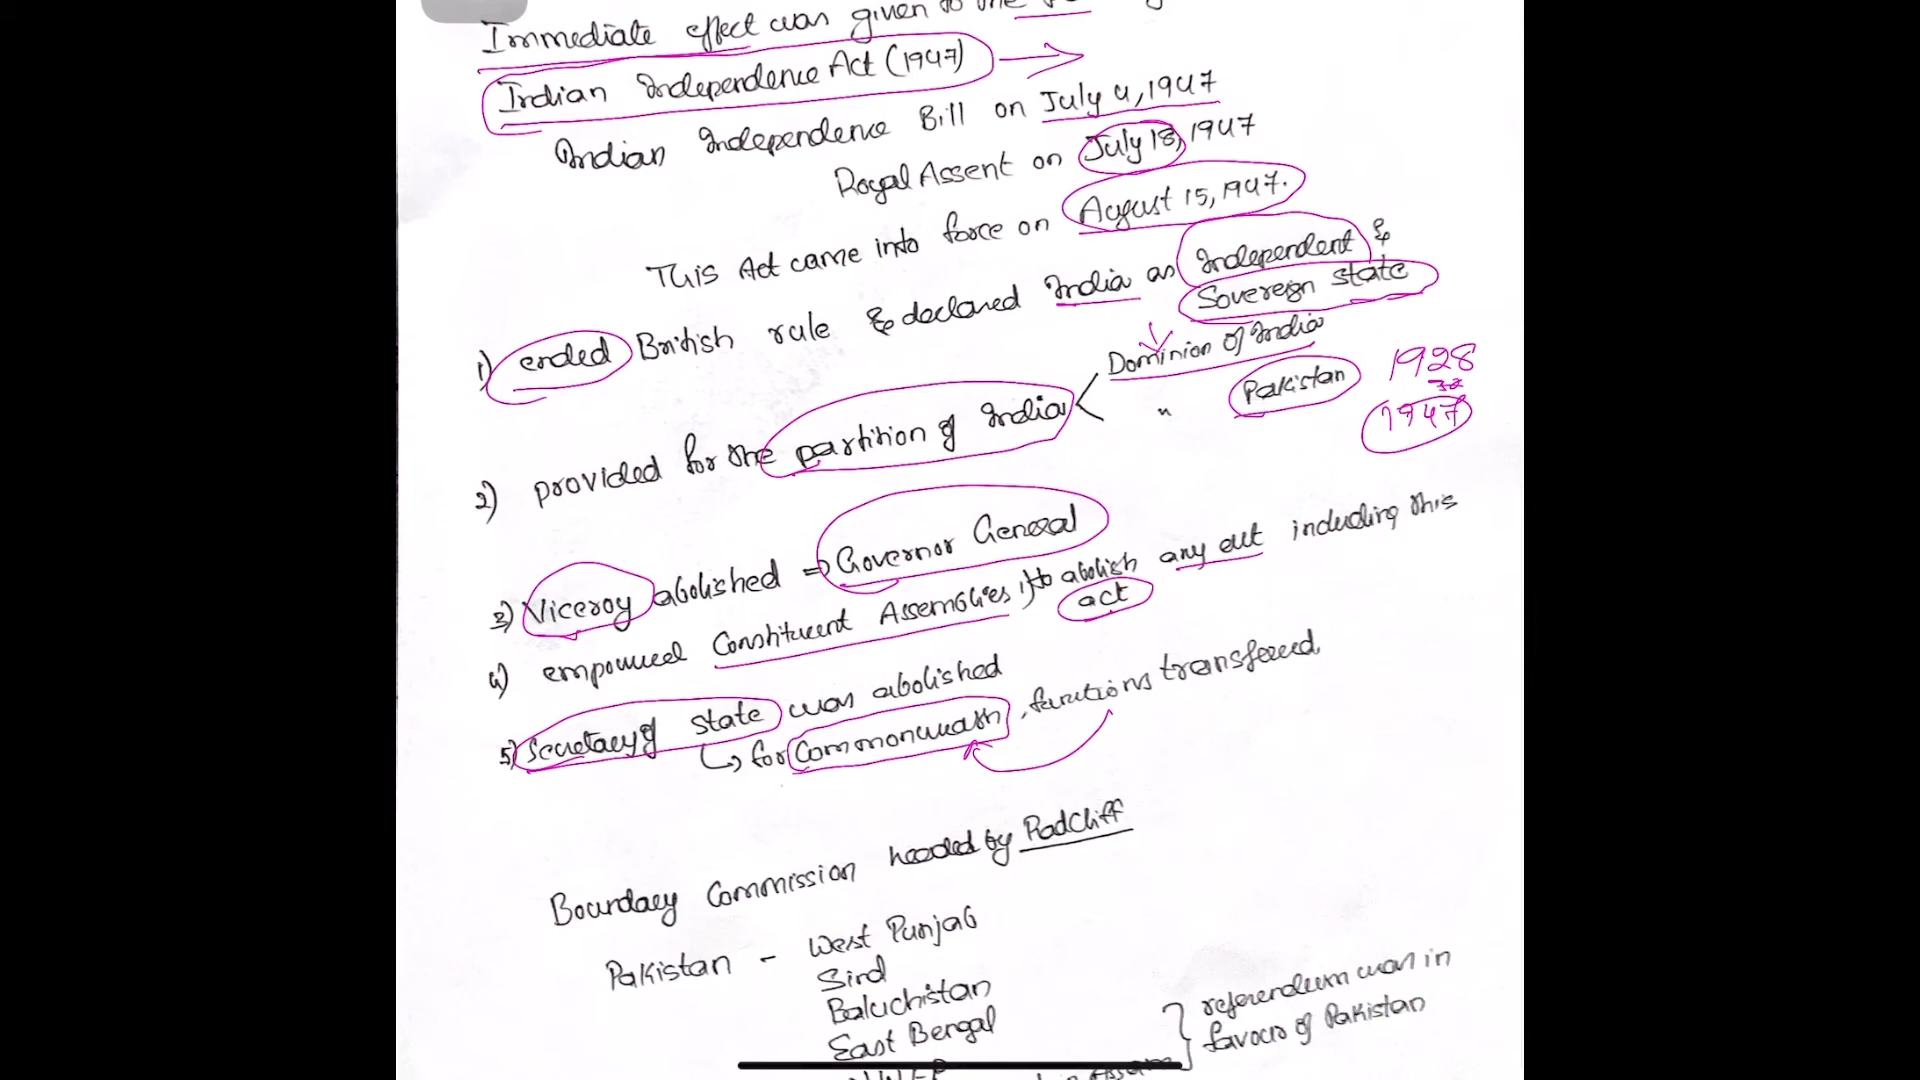 Immediate effect was given to the
Indian Independence Act (1947)
Indian Independence Bill on July 4, 1947
Royal Assent on July 18, 1947
This Act came into force on August 15, 1947.
1) ended British rule & declared India as Independent &
Sovereign state
2) provided for the partition of India < Dominion of India
" Pakistan
1928
1947
3) Viceroy abolished => Governor General
4) empowered Constituent Assemblies, to abolish any act including this
act
5) Secretary of state was abolished
↳ for Commonwealth, functions transferred
Boundary Commission headed by Radcliff
Pakistan - West Punjab
Sind
Baluchistan
East Bengal
referendum was in
favour of Pakistan